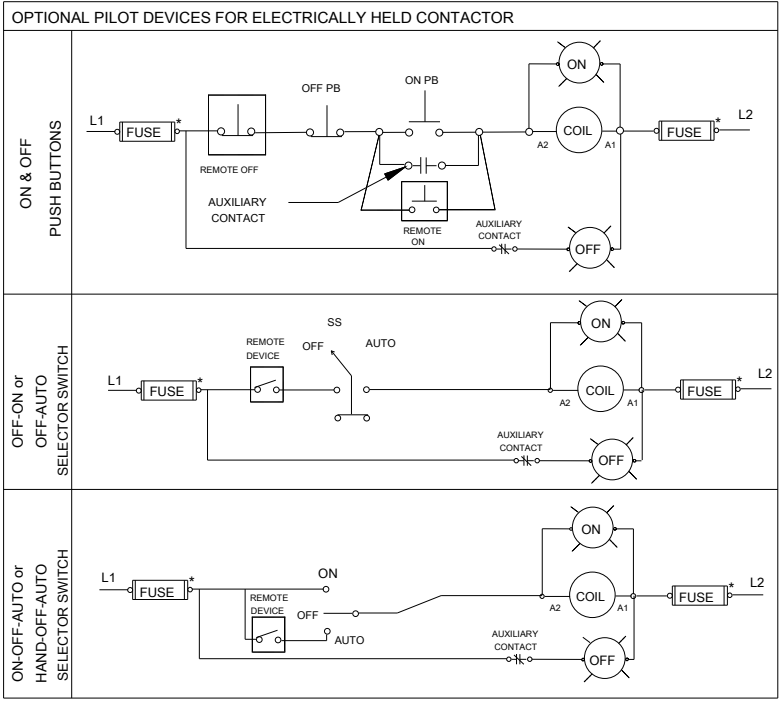 OPTIONAL PILOT DEVICES FOR ELECTRICALLY HELD CONTACTOR
ON & OFF
PUSH BUTTONS
L1
FUSE
*
REMOTE OFF
OFF PB
ON PB
AUXILIARY
CONTACT
REMOTE
ON
AUXILIARY
CONTACT
ON
COIL
A2
A1
OFF
FUSE
*
L2
OFF-ON or
OFF-AUTO
SELECTOR SWITCH
L1
FUSE
*
REMOTE
DEVICE
SS
OFF
AUTO
AUXILIARY
CONTACT
ON
COIL
A2
A1
OFF
FUSE
*
L2
ON-OFF-AUTO or
HAND-OFF-AUTO
SELECTOR SWITCH
L1
FUSE
*
REMOTE
DEVICE
ON
OFF
AUTO
AUXILIARY
CONTACT
ON
COIL
A2
A1
OFF
FUSE
*
L2